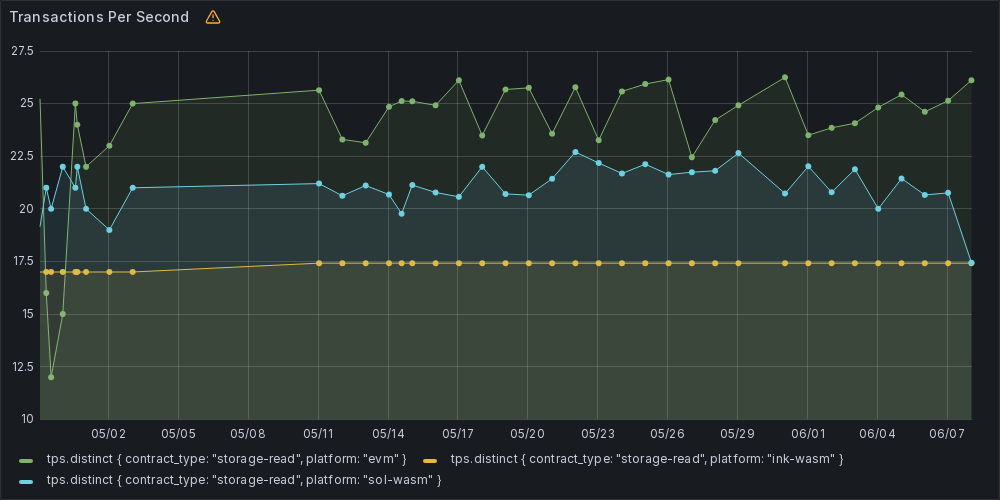 Transactions Per Second
27.5
25
22.5
20
17.5
15
12.5
10
05/02 05/05 05/08 05/11 05/14 05/17 05/20 05/23 05/26 05/29 06/01 06/04 06/07
tps.distinct { contract_type: "storage-read", platform: "evm" } tps.distinct { contract_type: "storage-read", platform: "ink-wasm" }
tps.distinct { contract_type: "storage-read", platform: "sol-wasm" }